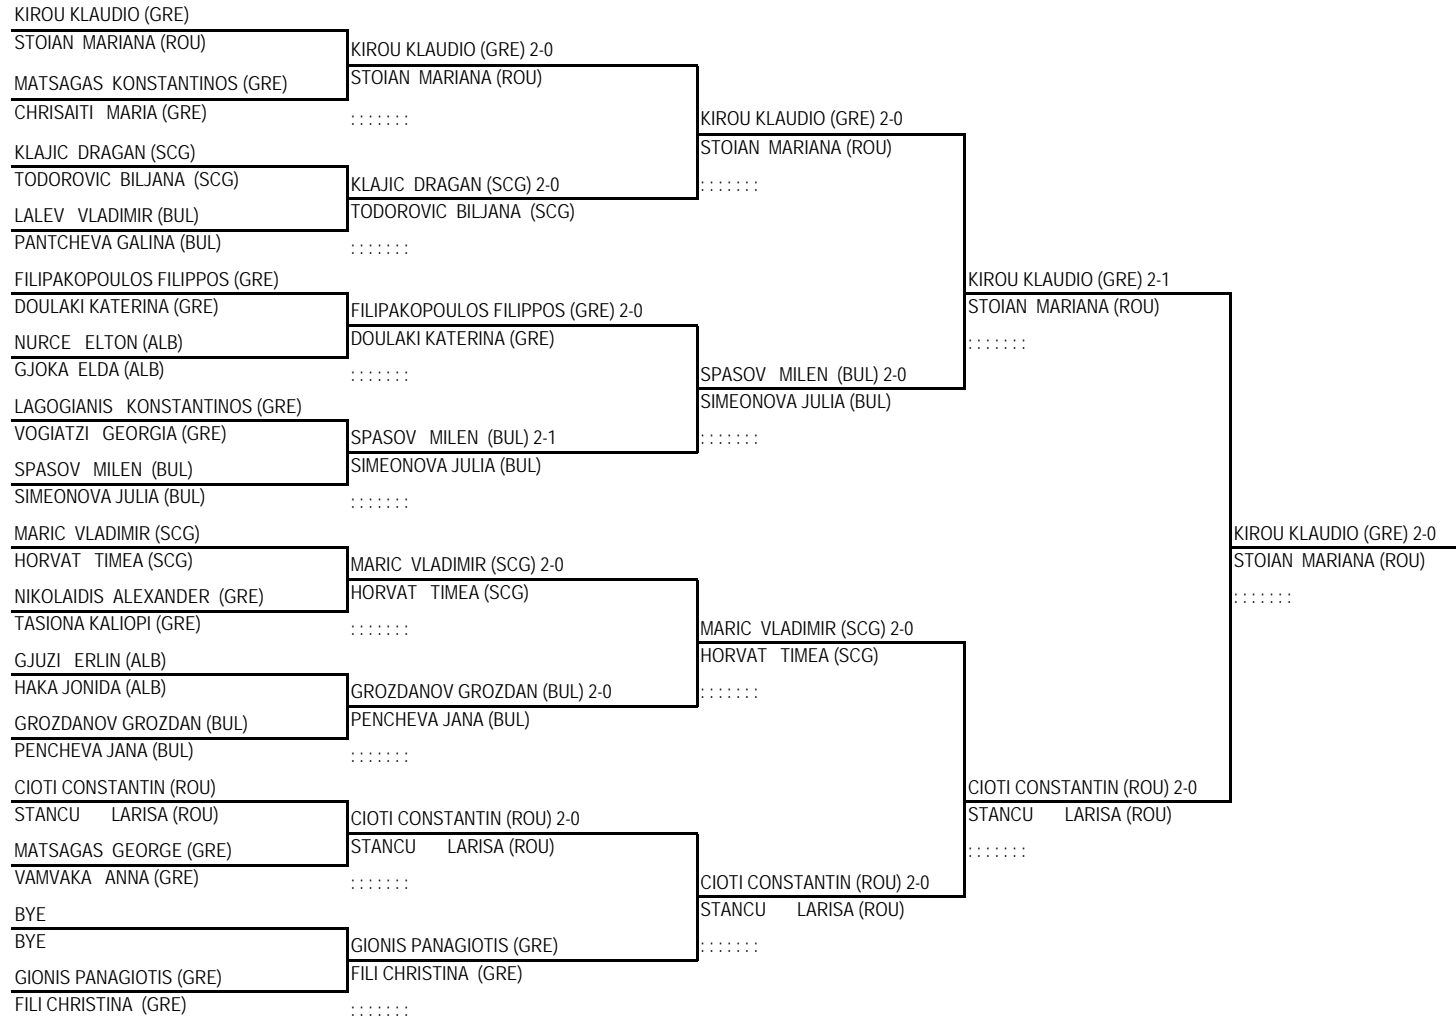 KIROU KLAUDIO (GRE)
STOIAN MARIANA (ROU)
MATSAGAS KONSTANTINOS (GRE)
CHRISAITI MARIA (GRE)
KLAJIC DRAGAN (SCG)
TODOROVIC BILJANA (SCG)
LALEV VLADIMIR (BUL)
PANTCHEVA GALINA (BUL)
FILIPAKOPOULOS FILIPPOS (GRE)
DOULAKI KATERINA (GRE)
NURCE ELTON (ALB)
GJOKA ELDA (ALB)
LAGOGIANIS KONSTANTINOS (GRE)
VOGIATZI GEORGIA (GRE)
SPASOV MILEN (BUL)
SIMEONOVA JULIA (BUL)
MARIC VLADIMIR (SCG)
HORVAT TIMEA (SCG)
NIKOLAIDIS ALEXANDER (GRE)
TASIONA KALIOPI (GRE)
GJUZI ERLIN (ALB)
HAKA JONIDA (ALB)
GROZDANOV GROZDAN (BUL)
PENCHEVA JANA (BUL)
CIOTI CONSTANTIN (ROU)
STANCU LARISA (ROU)
MATSAGAS GEORGE (GRE)
VAMVAKA ANNA (GRE)
BYE
BYE
GIONIS PANAGIOTIS (GRE)
FILI CHRISTINA (GRE)
KIROU KLAUDIO (GRE) 2-0
STOIAN MARIANA (ROU)
: : : : : : :
KLAJIC DRAGAN (SCG) 2-0
TODOROVIC BILJANA (SCG)
: : : : : : :
FILIPAKOPOULOS FILIPPOS (GRE) 2-0
DOULAKI KATERINA (GRE)
: : : : : : :
SPASOV MILEN (BUL) 2-1
SIMEONOVA JULIA (BUL)
: : : : : : :
MARIC VLADIMIR (SCG) 2-0
HORVAT TIMEA (SCG)
: : : : : : :
GROZDANOV GROZDAN (BUL) 2-0
PENCHEVA JANA (BUL)
: : : : : : :
CIOTI CONSTANTIN (ROU) 2-0
STANCU LARISA (ROU)
: : : : : : :
GIONIS PANAGIOTIS (GRE)
FILI CHRISTINA (GRE)
: : : : : : :
KIROU KLAUDIO (GRE) 2-0
STOIAN MARIANA (ROU)
: : : : : : :
SPASOV MILEN (BUL) 2-0
SIMEONOVA JULIA (BUL)
: : : : : : :
MARIC VLADIMIR (SCG) 2-0
HORVAT TIMEA (SCG)
: : : : : : :
CIOTI CONSTANTIN (ROU) 2-0
STANCU LARISA (ROU)
: : : : : : :
KIROU KLAUDIO (GRE) 2-1
STOIAN MARIANA (ROU)
: : : : : : :
CIOTI CONSTANTIN (ROU) 2-0
STANCU LARISA (ROU)
: : : : : : :
KIROU KLAUDIO (GRE) 2-0
STOIAN MARIANA (ROU)
: : : : : : :